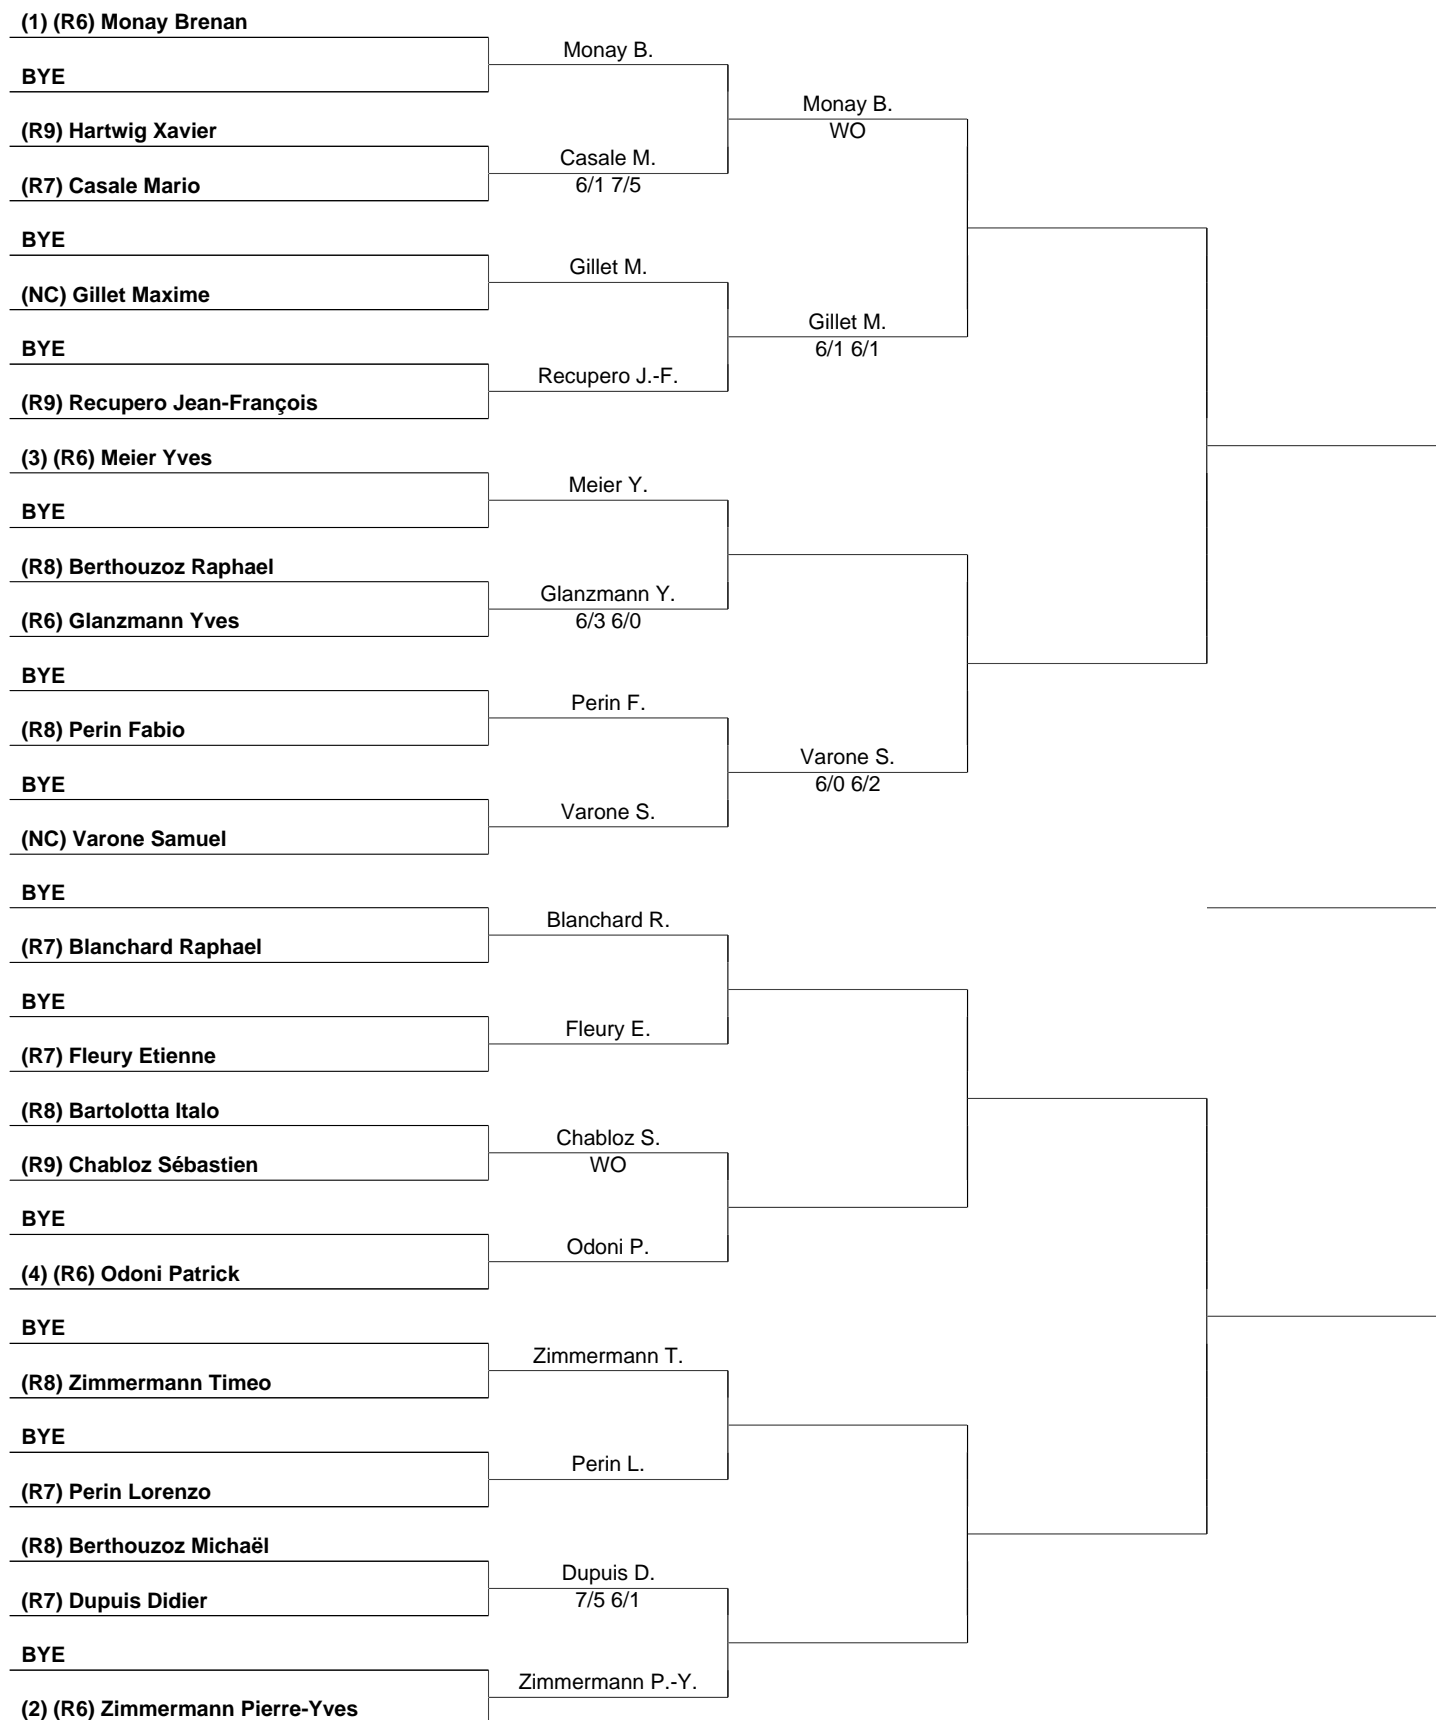 (1) (R6) Monay Brenan
Monay B.
BYE
Monay B.
WO
(R9) Hartwig Xavier
Casale M.
6/1 7/5
(R7) Casale Mario
BYE
Gillet M.
(NC) Gillet Maxime
Gillet M.
6/1 6/1
BYE
Recupero J.-F.
(R9) Recupero Jean-François
(3) (R6) Meier Yves
Meier Y.
BYE
(R8) Berthouzoz Raphael
Glanzmann Y.
6/3 6/0
(R6) Glanzmann Yves
BYE
Perin F.
(R8) Perin Fabio
Varone S.
6/0 6/2
BYE
Varone S.
(NC) Varone Samuel
BYE
Blanchard R.
(R7) Blanchard Raphael
BYE
Fleury E.
(R7) Fleury Etienne
(R8) Bartolotta Italo
Chabloz S.
WO
(R9) Chabloz Sébastien
BYE
Odoni P.
(4) (R6) Odoni Patrick
BYE
Zimmermann T.
(R8) Zimmermann Timeo
BYE
Perin L.
(R7) Perin Lorenzo
(R8) Berthouzoz Michaël
Dupuis D.
7/5 6/1
(R7) Dupuis Didier
BYE
Zimmermann P.-Y.
(2) (R6) Zimmermann Pierre-Yves